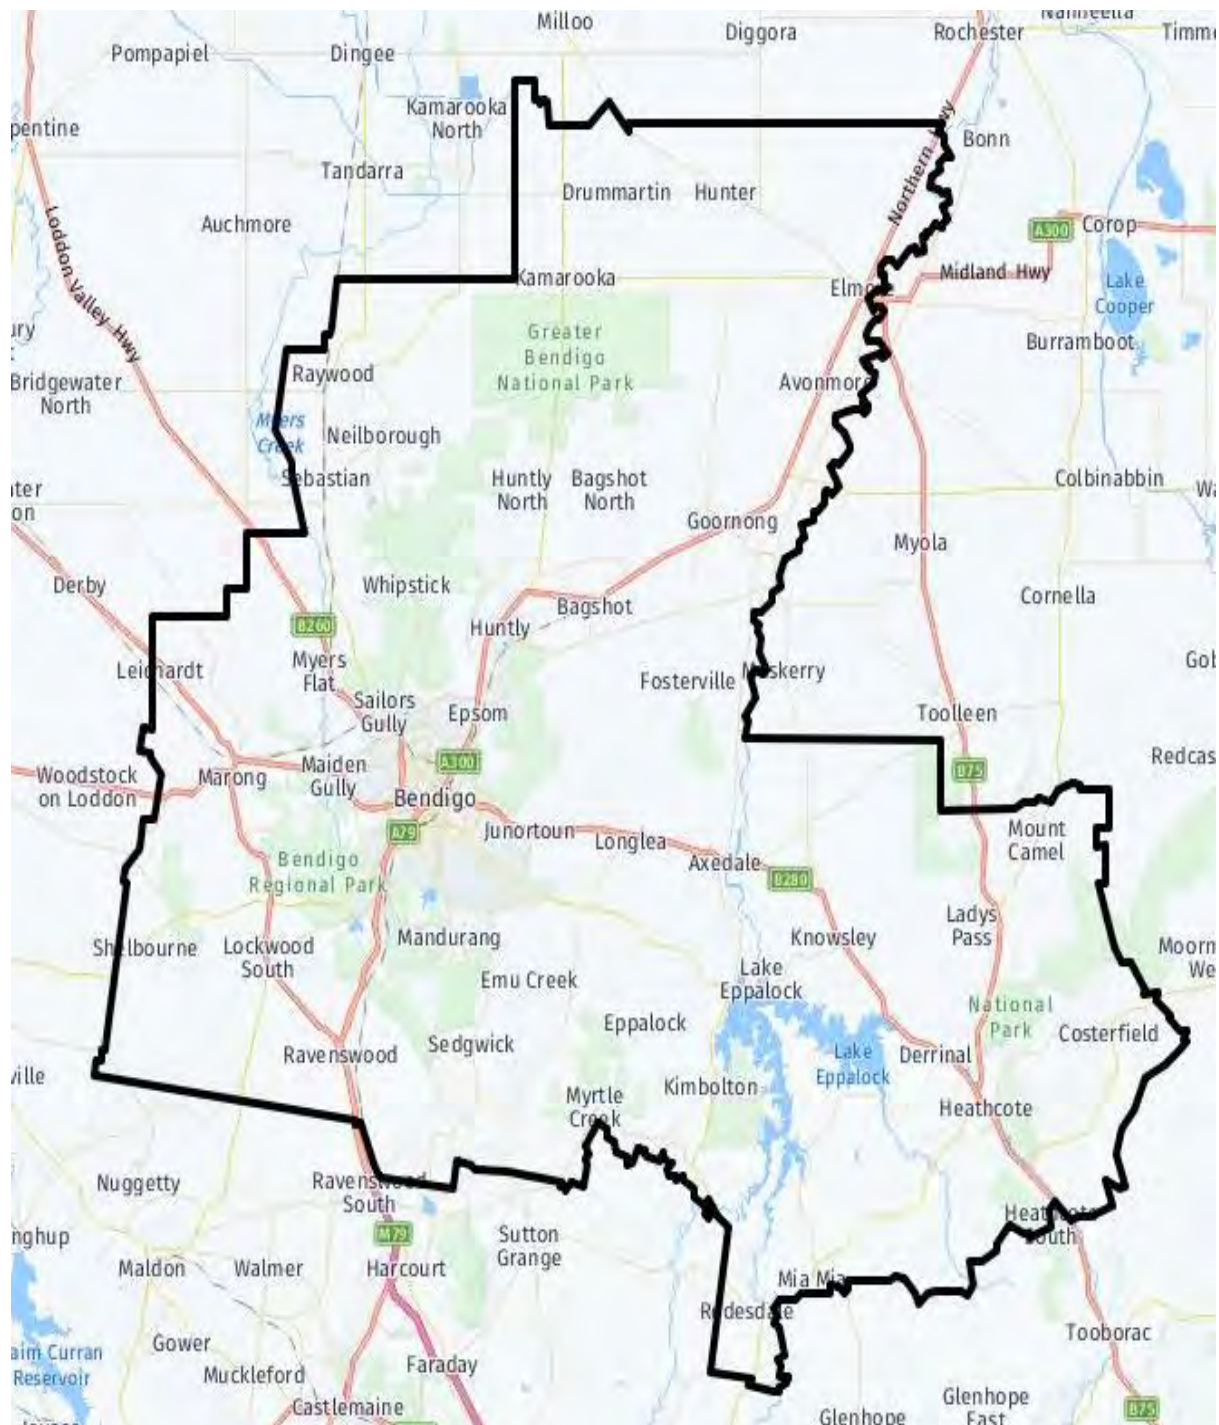 Milloo
Pompapiel
Dingee
Diggora
Rochester
Kamarooka
North
Bonn
Tandarra
Northern Hwy
Drummartin
Hunter
Auchmore
A300
Corop
Loddon Valley Hwy
Kamarooka
Elmore
Midland Hwy
Lake
Cooper
Greater
Bendigo
National Park
Burramboot
Bridgewater
North
Raywood
Avonmore
Myers
Creek
Neilborough
Sebastian
Huntly
North
Bagshot
North
Colbinabbin
Goornong
Myola
Derby
Whipstick
Bagshot
Cornella
B260
Huntly
Leichardt
Myers
Flat
Fosterville
Muskerry
Sailors
Gully
Epsom
Toolleen
A300
B75
Woodstock
on Loddon
Marong
Maiden
Gully
Bendigo
A79
Junortoun
Longlea
Mount
Camel
Bendigo
Regional Park
Axedale
B280
Shelbourne
Lockwood
South
Mandurang
Knowsley
Ladys
Pass
Emu Creek
Lake
Eppalock
National
Park
Eppalock
Costerfield
Ravenswood
Sedgwick
Lake
Eppalock
Derrinal
Kimbolton
Myrtle
Creek
Heathcote
Nuggetty
Ravenswood
South
Heathcote
South
M79
Sutton
Grange
Maldon
Walmer
Harcourt
Mia Mia
Redesdale
Gower
Tooborac
Muckleford
Faraday
Reservoir
Castlemaine
Glenhope
Glenhope
East
B75